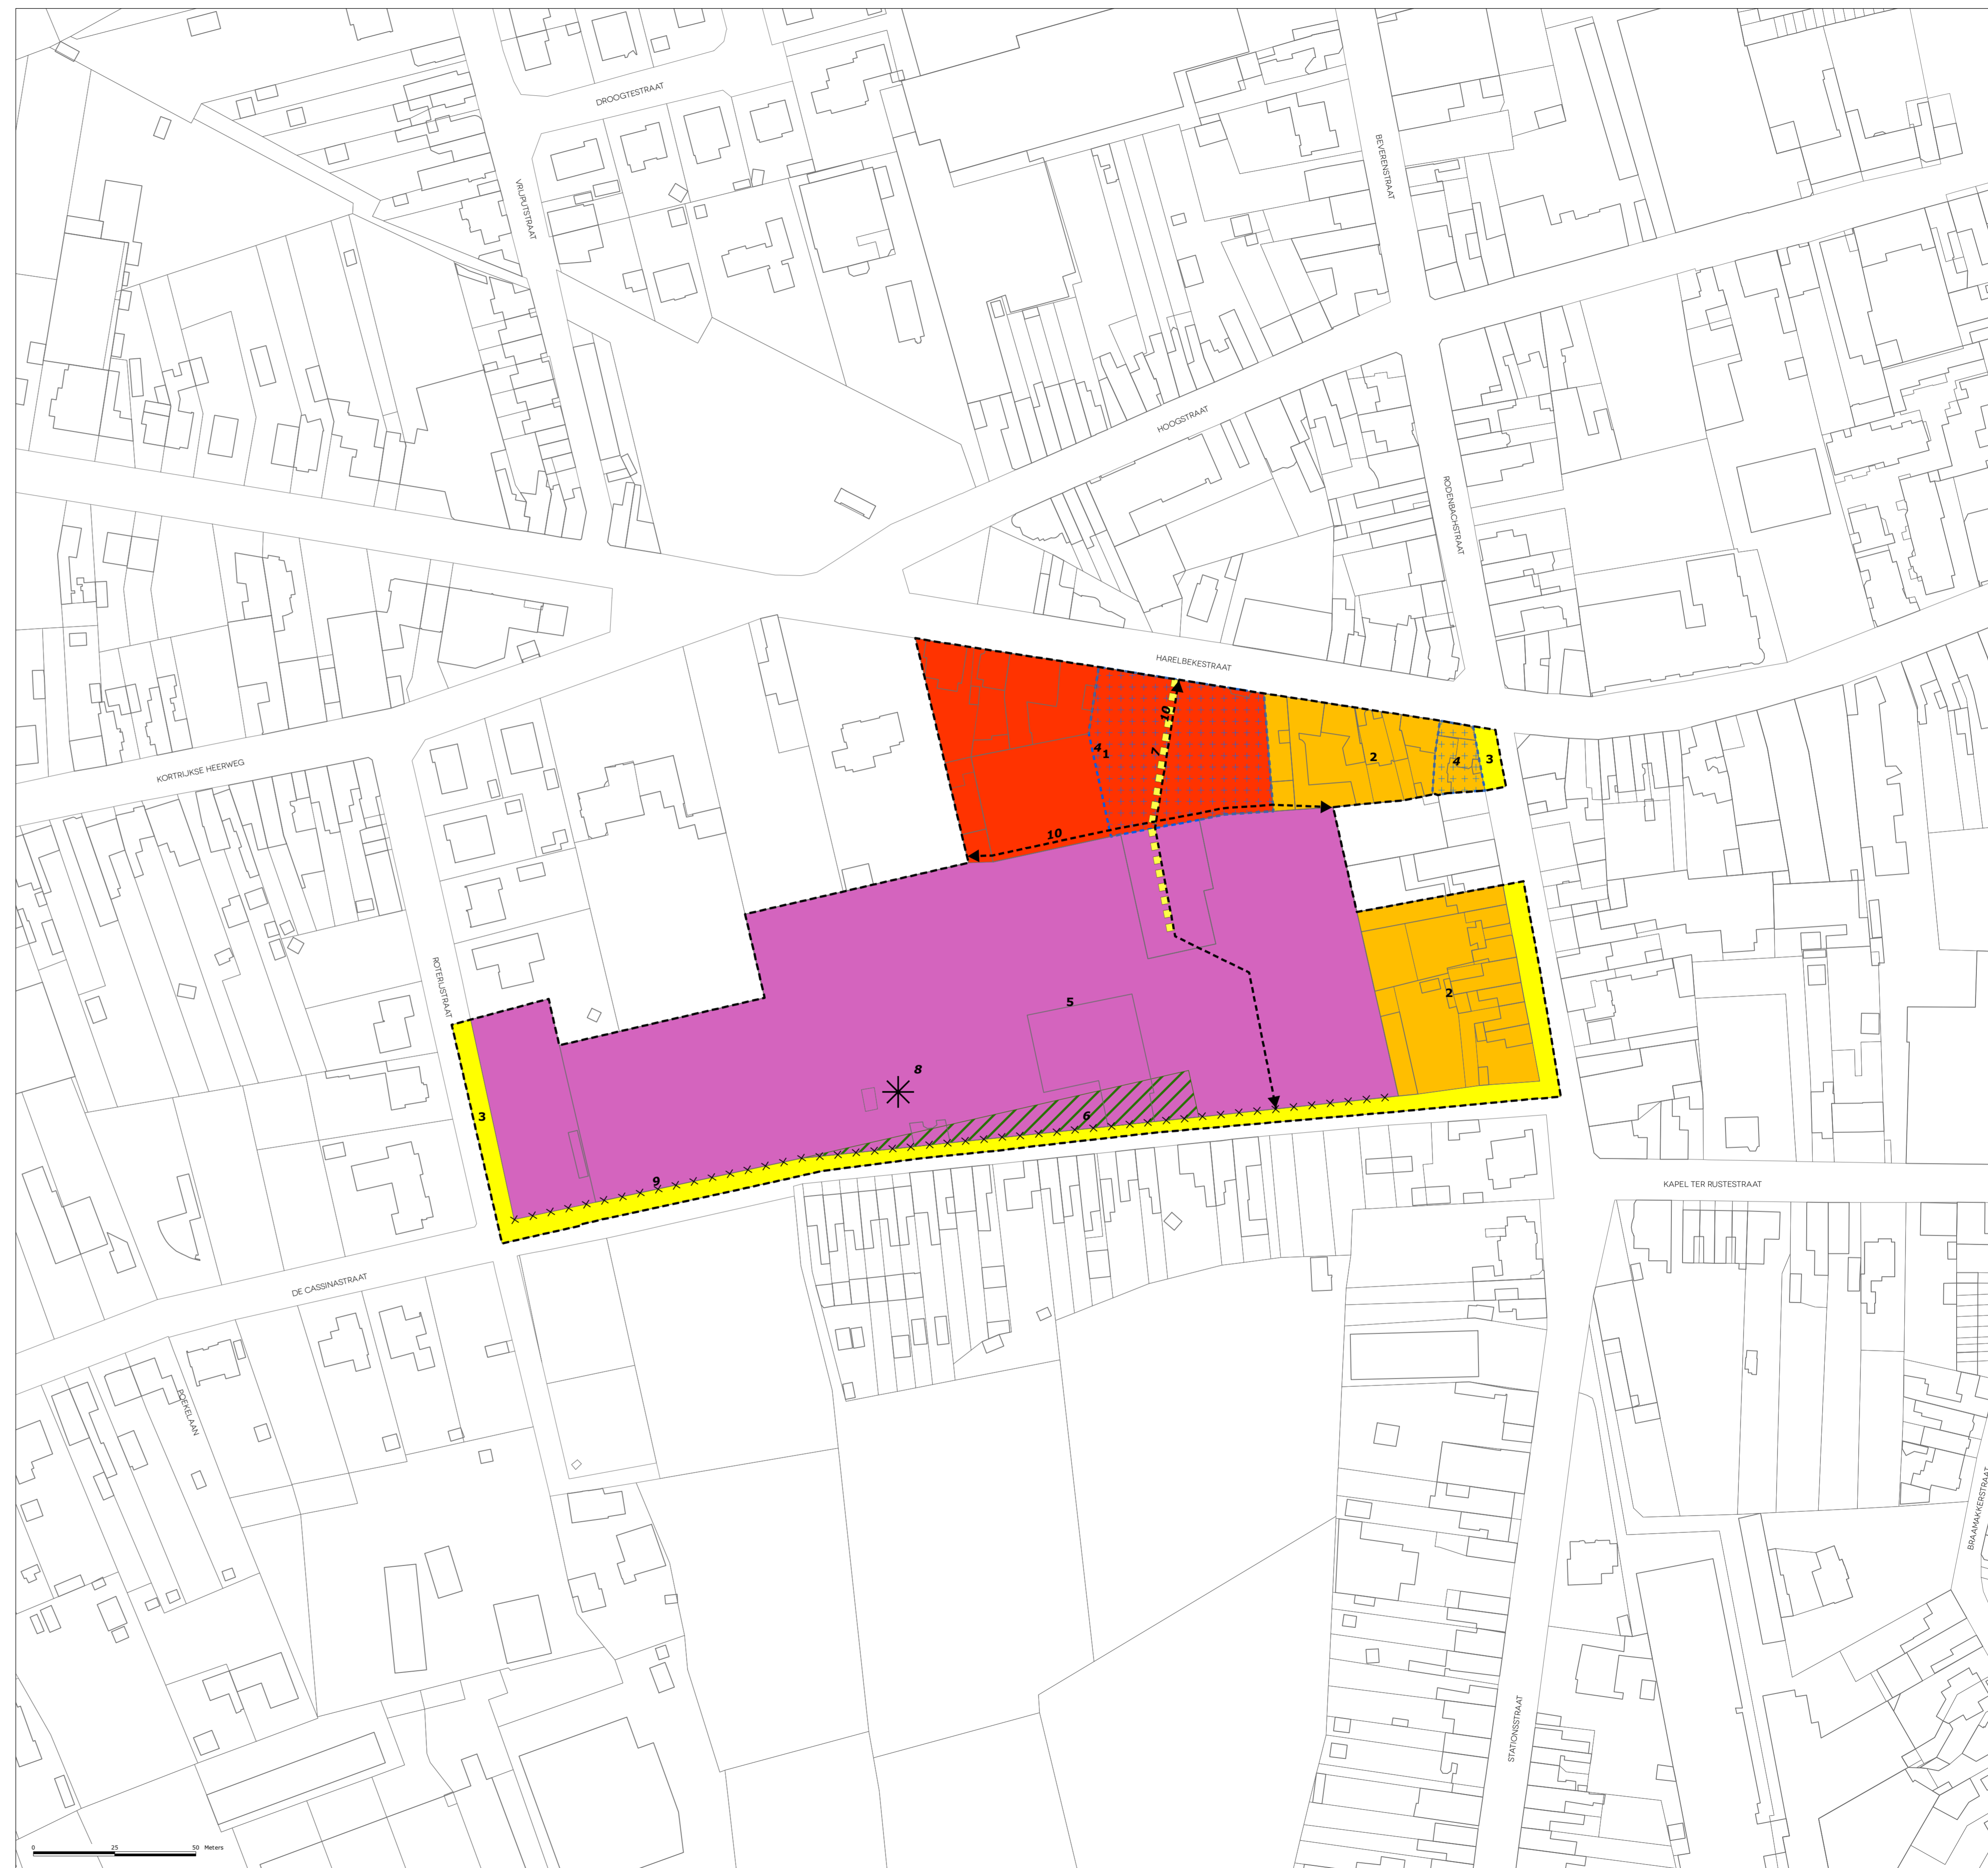 DROOGTESTRAAT
BEVERENSTRAAT
VRIJPUTSTRAAT
HOOGSTRAAT
RODENBACHSTRAAT
HARELBEKESTRAAT
10
4 1
7
2
4
3
KORTRIJKSE HEERWEG
10
ROTERIJSTRAAT
2
5
8
3
6
9
KAPEL TER RUSTESTRAAT
DE CASSINASTRAAT
POEKELAAN
BRAAMAKKERSTRAAT
STATIONSSTRAAT
0 25 50 Meters